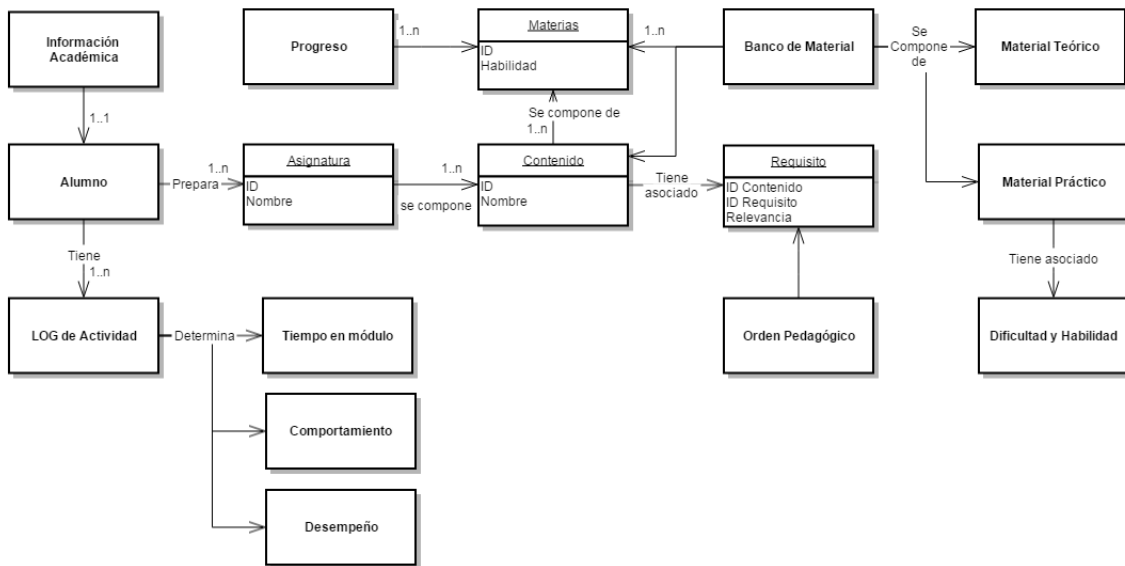 Información
Académica
Progreso
1..n
Materias
ID
Habilidad
1..n
Banco de Material
Se
Compone
de
Material Teórico
1..1
Se compone de
1..n
Alumno
Prepara
1..n
Asignatura
ID
Nombre
1..n
se compone
Contenido
ID
Nombre
Tiene
asociado
Requisito
ID Contenido
ID Requisito
Relevancia
Material Práctico
Tiene
1..n
Tiene asociado
LOG de Actividad
Determina
Tiempo en módulo
Orden Pedagógico
Dificultad y Habilidad
Comportamiento
Desempeño